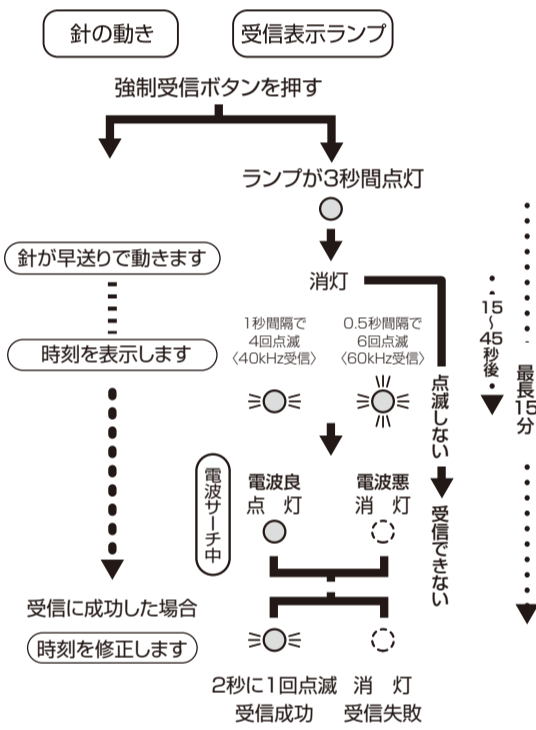 針の動き
受信表示ランプ
強制受信ボタンを押す
ランプが3秒間点灯
針が早送りで動きます
消灯
15〜45秒後
最長15分
1秒間隔で
4回点滅
〈40kHz受信〉
0.5秒間隔で
6回点滅
〈60kHz受信〉
時刻を表示します
点滅しない
電波サーチ中
電波良
点 灯
電波悪
消 灯
受信できない
受信に成功した場合
時刻を修正します
2秒に1回点滅
受信成功
消 灯
受信失敗